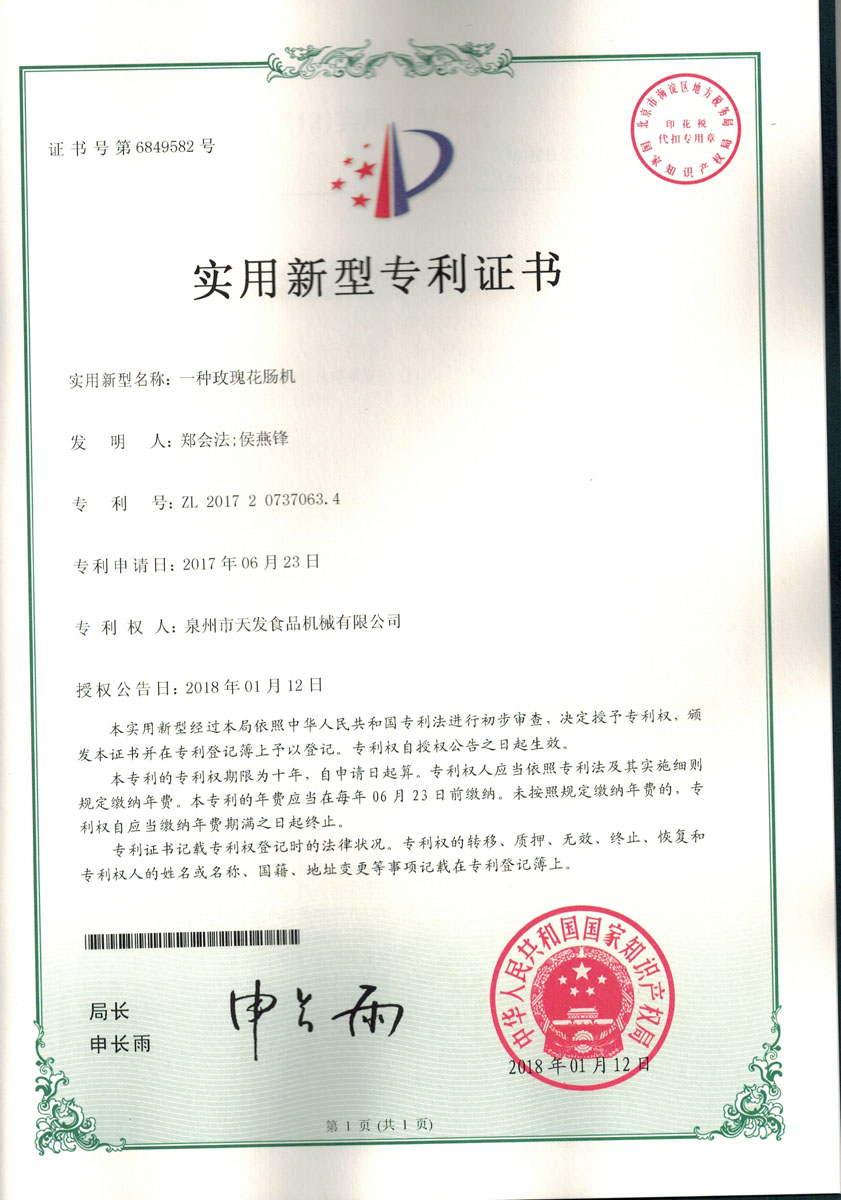 证书号第6849582号
北京市海淀区地方税务局
印花税
代扣专用章
国家知识产权局
实用新型专利证书
实用新型名称：一种玫瑰花肠机
发明人：郑会法;侯燕锋
专利号：ZL 2017 2 0737063.4
专利申请日：2017年06月23日
专利权人：泉州市天发食品机械有限公司
授权公告日：2018年01月12日
本实用新型经过本局依照中华人民共和国专利法进行初步审查，决定授予专利权，颁
发本证书并在专利登记簿上予以登记。专利权自授权公告之日起生效。
本专利的专利权期限为十年，自申请日起算。专利权人应当依照专利法及其实施细则
规定缴纳年费。本专利的年费应当在每年06月23日前缴纳。未按照规定缴纳年费的，专
利权自应当缴纳年费期满之日起终止。
专利证书记载专利权登记时的法律状况。专利权的转移、质押、无效、终止、恢复和
专利权人的姓名或名称、国籍、地址变更等事项记载在专利登记簿上。
局长
申长雨
申长雨
中华人民共和国国家知识产权局
2018年01月12日
第 1 页 (共 1 页)